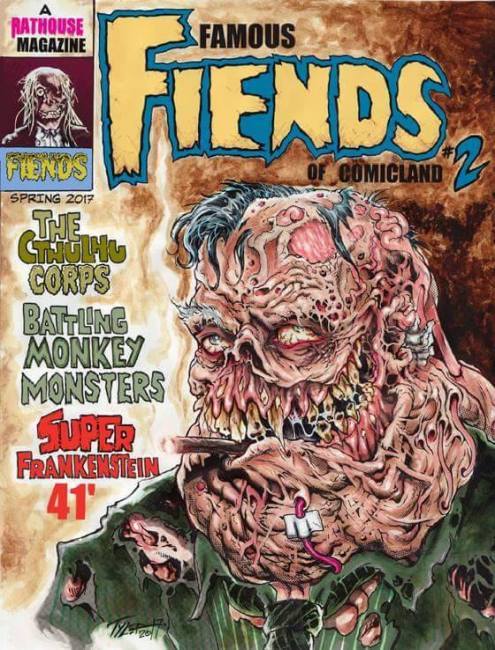 A
RATHOUSE
MAGAZINE
FIENDS
SPRING 2017
FAMOUS
FIENDS
OF COMICLAND #2
THE
CTHULHU
CORPS
BATTLING
MONKEY
MONSTERS
SUPER
FRANKENSTEIN
41'